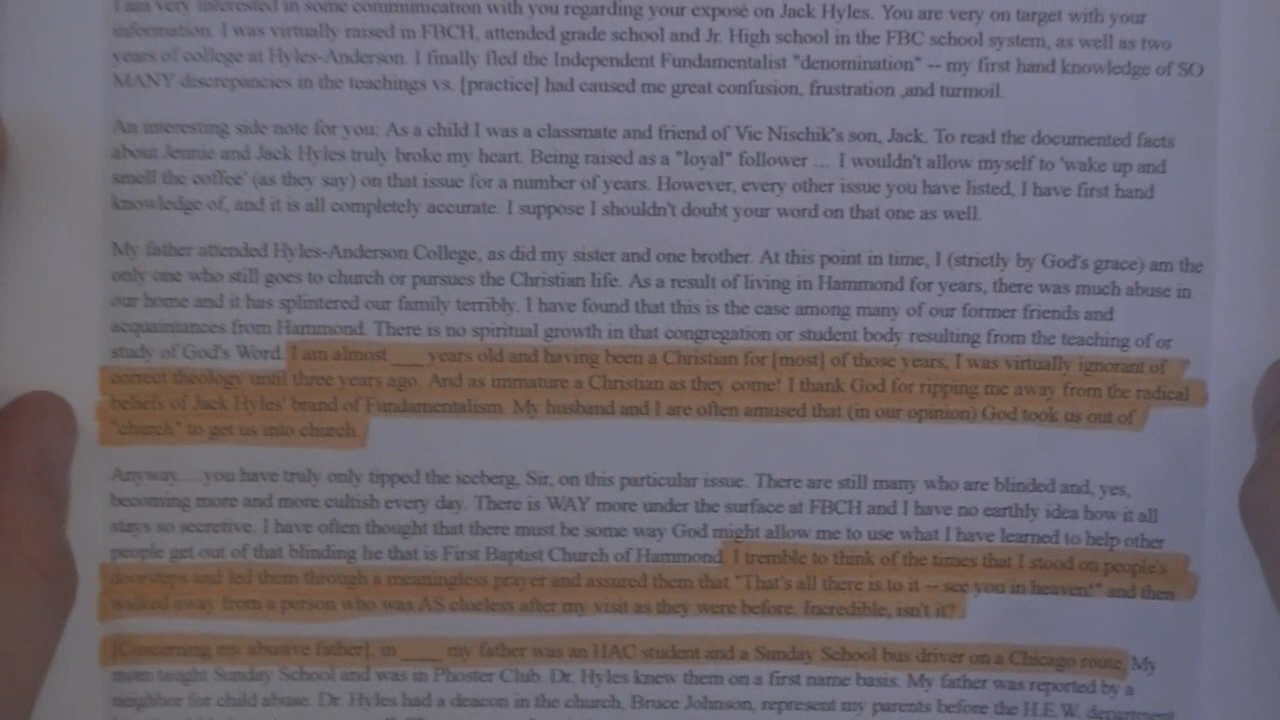 I am very interested in some communication with you regarding your exposé on Jack Hyles. You are very on target with your
information. I was virtually raised in FBCH, attended grade school and Jr. High school in the FBC school system, as well as two
years of college at Hyles-Anderson. I finally fled the Independent Fundamentalist "denomination" -- my first hand knowledge of SO
MANY discrepancies in the teachings vs. [practice] had caused me great confusion, frustration ,and turmoil.
An interesting side note for you: As a child I was a classmate and friend of Vic Nischik's son, Jack. To read the documented facts
about Jennie and Jack Hyles truly broke my heart. Being raised as a "loyal" follower ... I wouldn't allow myself to 'wake up and
smell the coffee' (as they say) on that issue for a number of years. However, every other issue you have listed, I have first hand
knowledge of, and it is all completely accurate. I suppose I shouldn't doubt your word on that one as well.
My father attended Hyles-Anderson College, as did my sister and one brother. At this point in time, I (strictly by God's grace) am the
only one who still goes to church or pursues the Christian life. As a result of living in Hammond for years, there was much abuse in
our home and it has splintered our family terribly. I have found that this is the case among many of our former friends and
acquaintances from Hammond. There is no spiritual growth in that congregation or student body resulting from the teaching of or
study of God's Word. I am almost ___ years old and having been a Christian for [most] of those years, I was virtually ignorant of
correct theology until three years ago. And as immature a Christian as they come! I thank God for ripping me away from the radical
beliefs of Jack Hyles' brand of Fundamentalism. My husband and I are often amused that (in our opinion) God took us out of
"church" to get us into church.
Anyway.....you have truly only tipped the iceberg, Sir, on this particular issue. There are still many who are blinded and, yes,
becoming more and more cultish every day. There is WAY more under the surface at FBCH and I have no earthly idea how it all
stays so secretive. I have often thought that there must be some way God might allow me to use what I have learned to help other
people get out of that blinding lie that is First Baptist Church of Hammond. I tremble to think of the times that I stood on people's
doorsteps and led them through a meaningless prayer and assured them that "That's all there is to it -- see you in heaven!" and then
walked away from a person who was AS clueless after my visit as they were before. Incredible, isn't it?
[Concerning my abusive father], in ____ my father was an HAC student and a Sunday School bus driver on a Chicago route. My
mom taught Sunday School and was in Phoster Club. Dr. Hyles knew them on a first name basis. My father was reported by a
neighbor for child abuse. Dr. Hyles had a deacon in the church, Bruce Johnson, represent my parents before the H.E.W. department